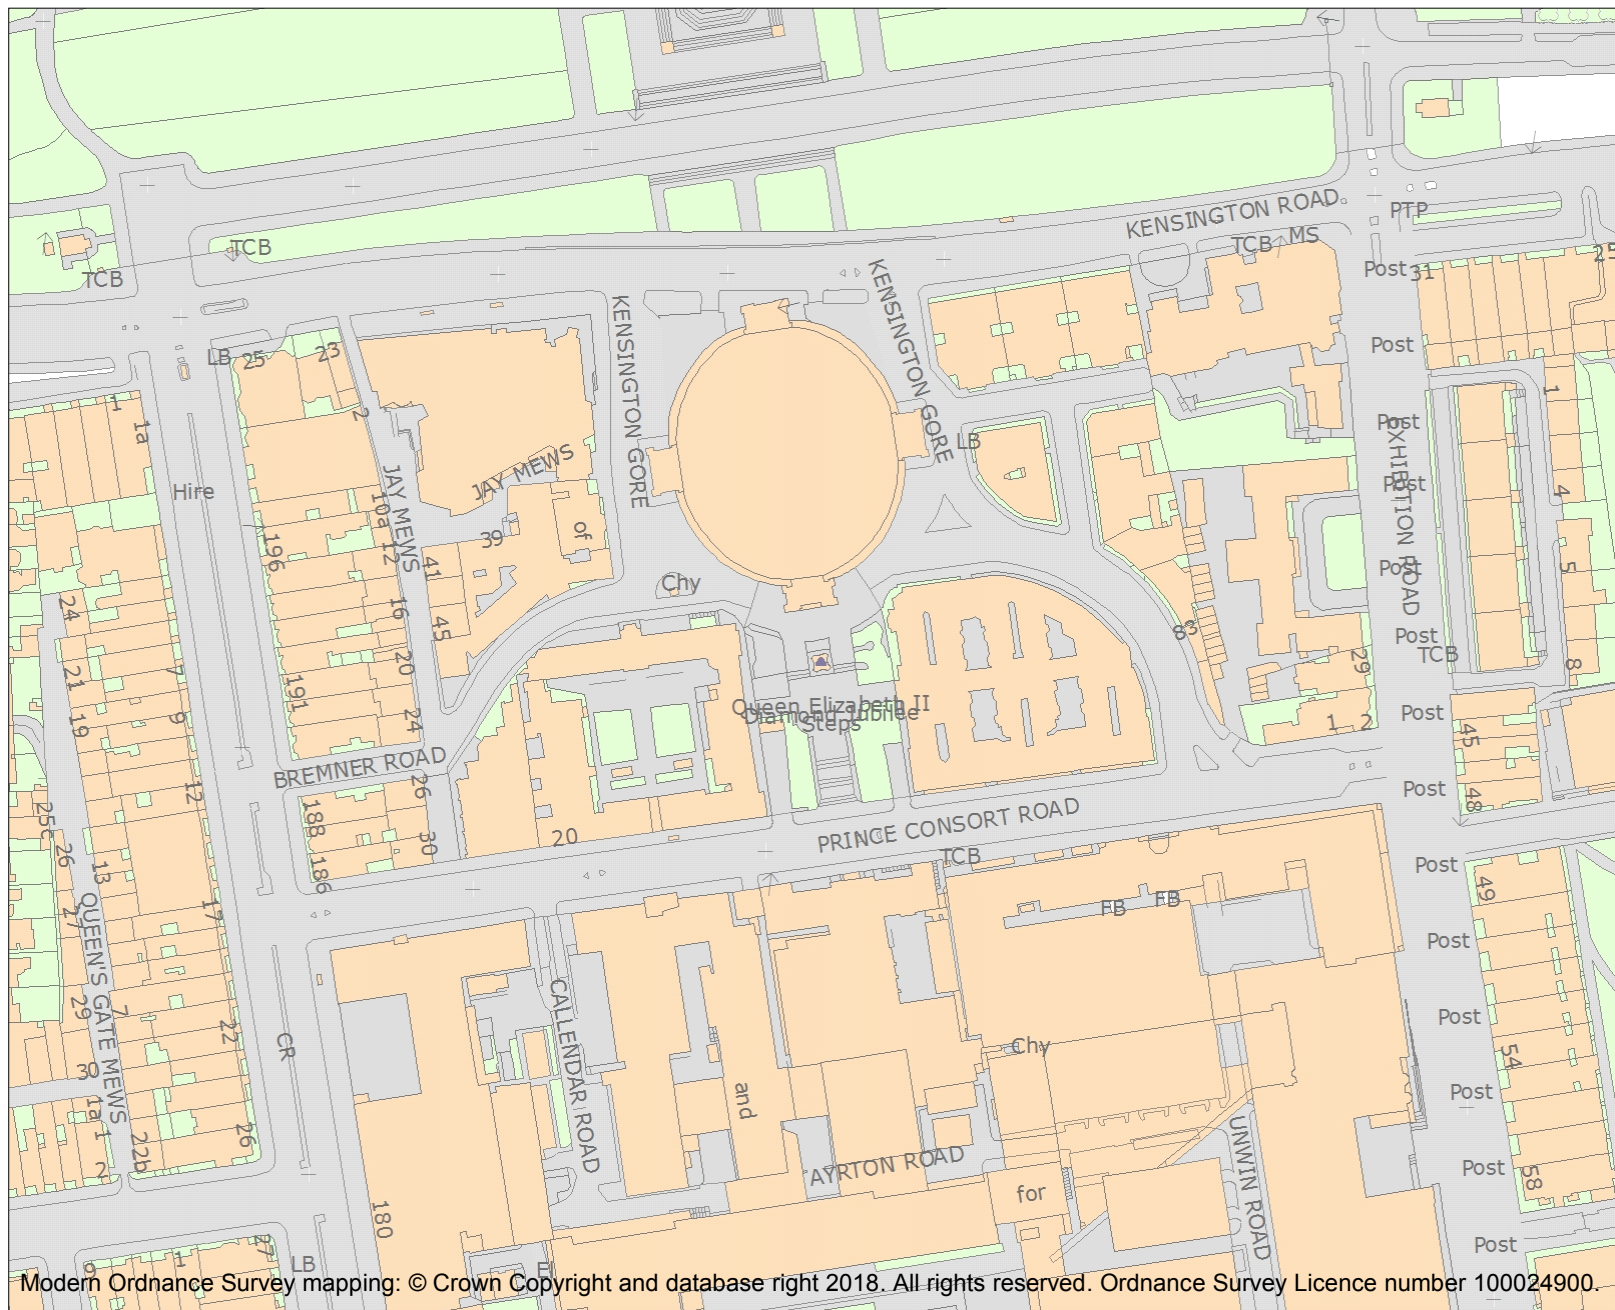 KENSINGTON ROAD
PTP
TCB
TCB MS
TCB
Post 31
25
KENSINGTON GORE
KENSINGTON GORE
LB 25
23
Post
1
1a
2
1
Post
EXHIBITION ROAD
LB
JAY MEWS
JAY MEWS
Hire
10a
Post
4
196
12
39
of
41
Chy
Post
5
24
16
45
83
Post
TCB
21
7
20
29
8
191
Queen Elizabeth II
Diamond Jubilee
Steps
19
9
24
1
2
Post
45
BREMNER ROAD
12
26
Post
48
25c
188
PRINCE CONSORT ROAD
20
30
26
13
186
TCB
Post
49
QUEEN'S GATE MEWS
27
17
FB
FB
Post
29
7
22
CALLENDAR ROAD
Post
CR
Chy
54
30
1a
and
Post
1
22b
26
UNWIN ROAD
2
AYRTON ROAD
Post
58
for
180
9
1
27
LB
El
Post
Modern Ordnance Survey mapping: © Crown Copyright and database right 2018. All rights reserved. Ordnance Survey Licence number 100024900.